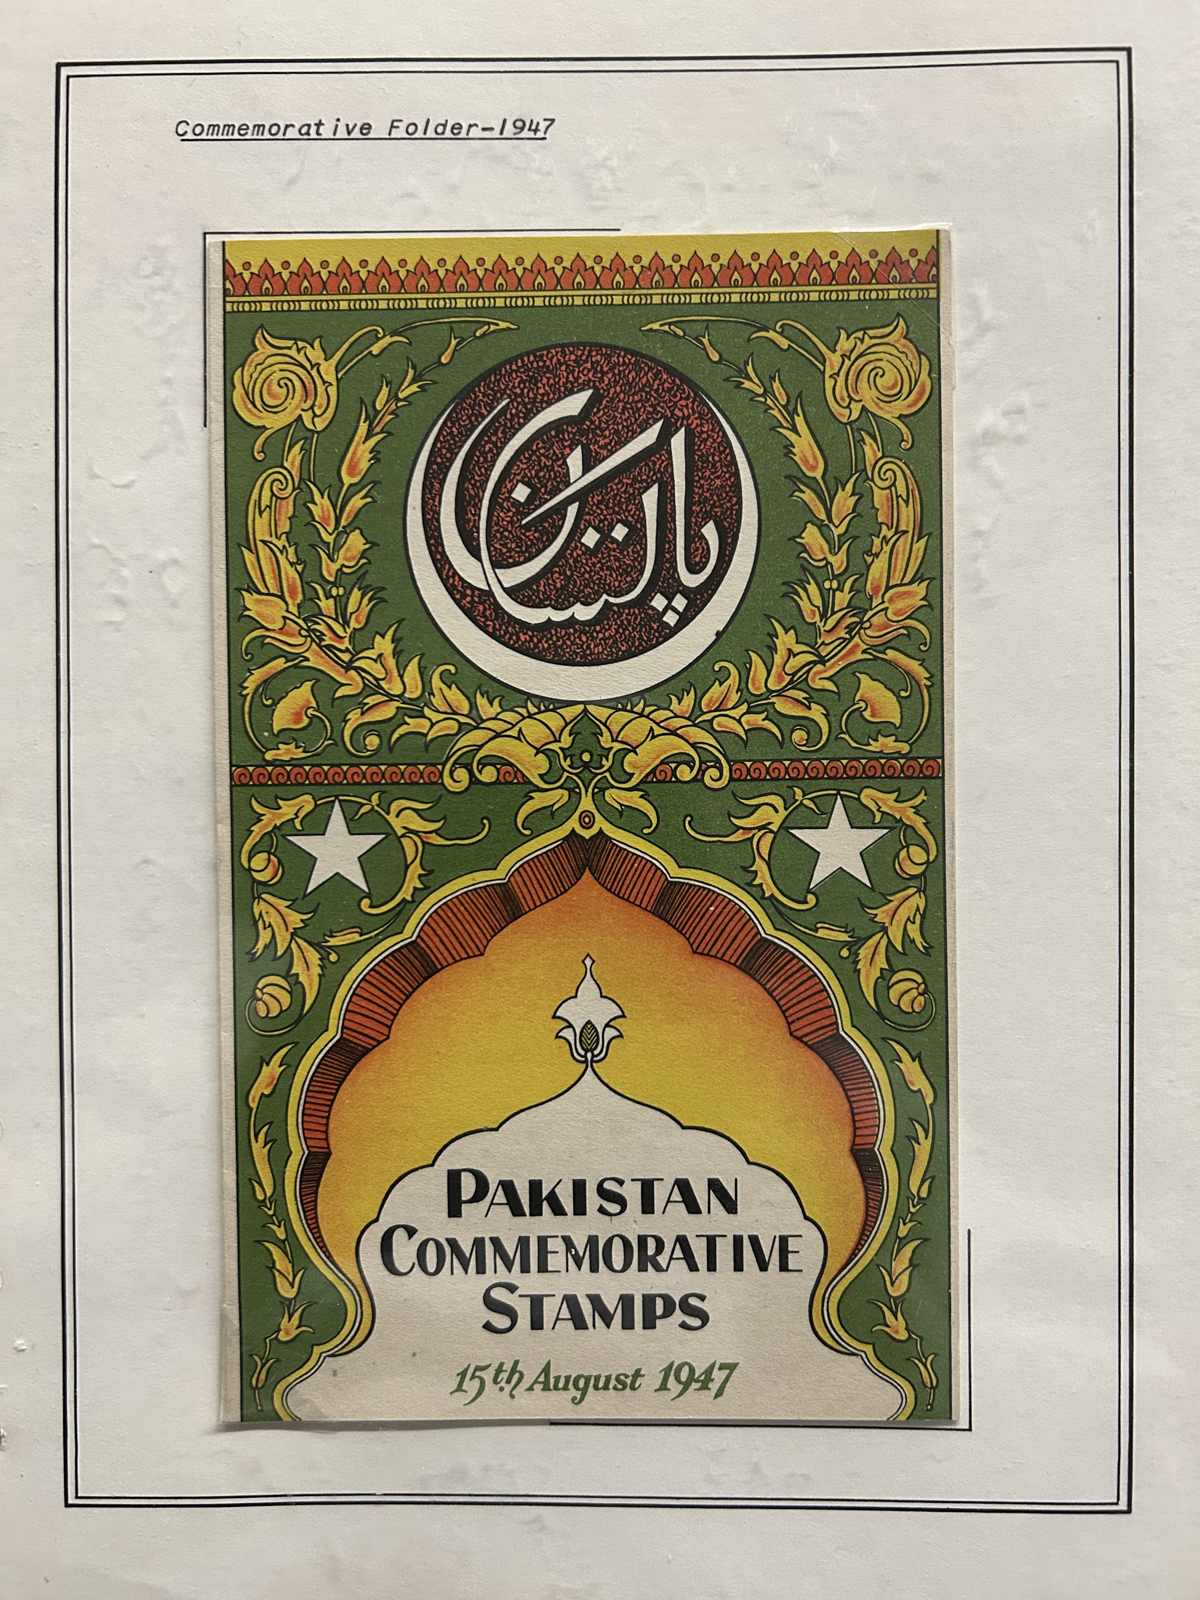 Commemorative Folder-1947
پاکستان
PAKISTAN
COMMEMORATIVE
STAMPS
15th August 1947